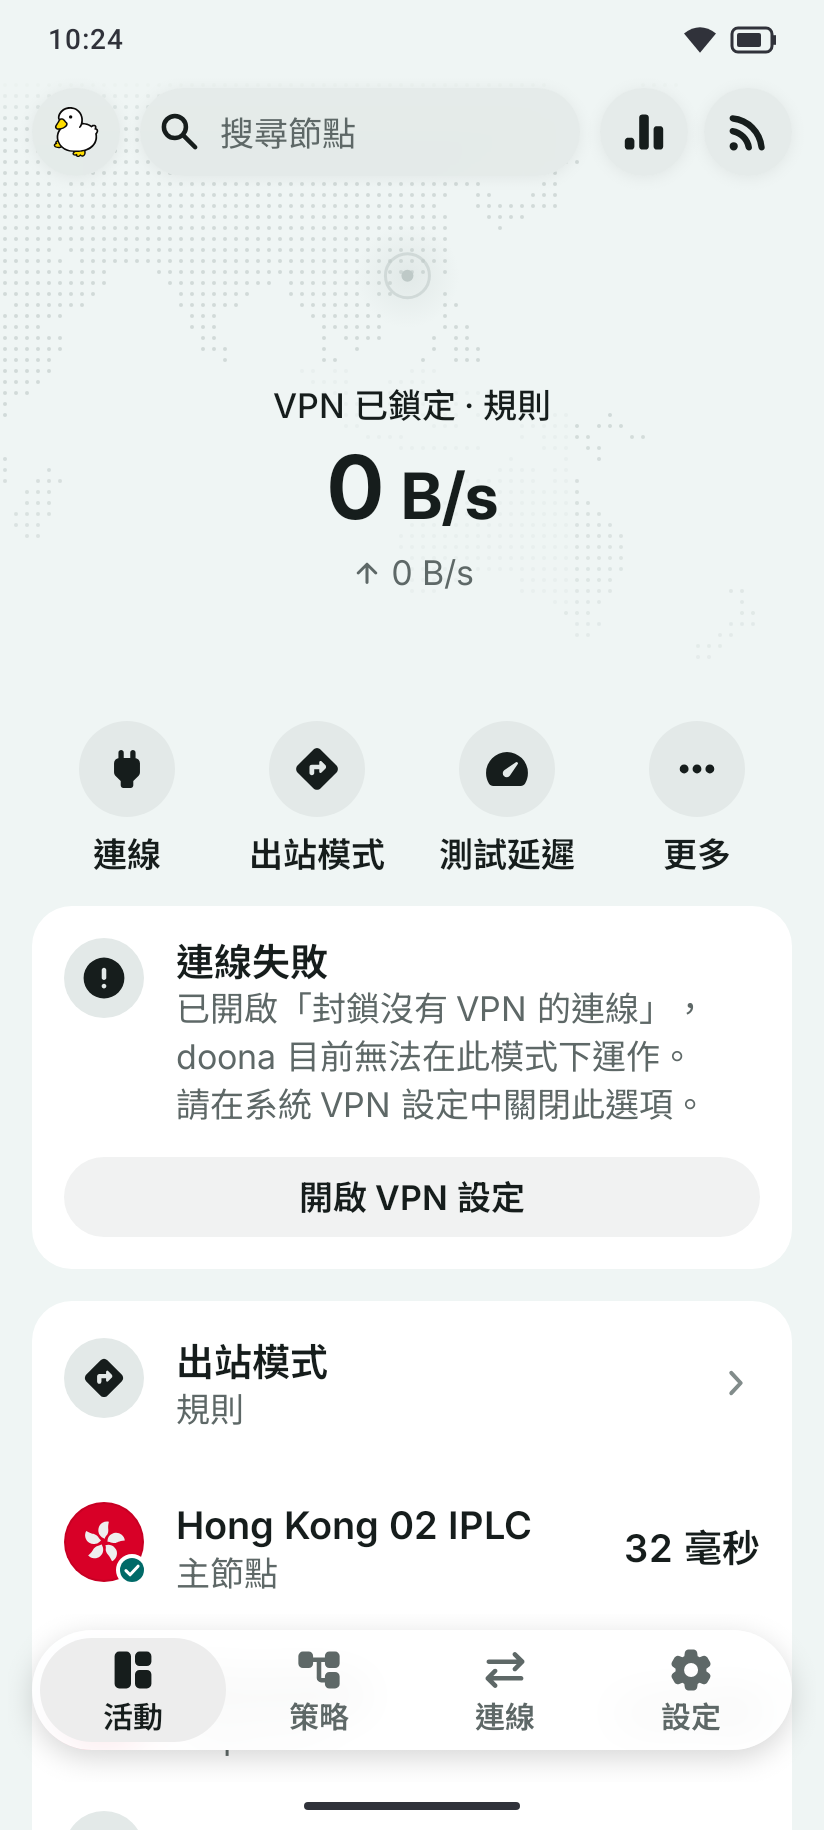 10:24
搜尋節點
VPN 已鎖定 · 規則
0 B/s
↑ 0 B/s
連線
出站模式
測試延遲
更多
連線失敗
已開啟「封鎖沒有 VPN 的連線」，
doona 目前無法在此模式下運作。
請在系統 VPN 設定中關閉此選項。
開啟 VPN 設定
出站模式
規則
Hong Kong 02 IPLC
主節點
32 毫秒
活動
策略
連線
設定